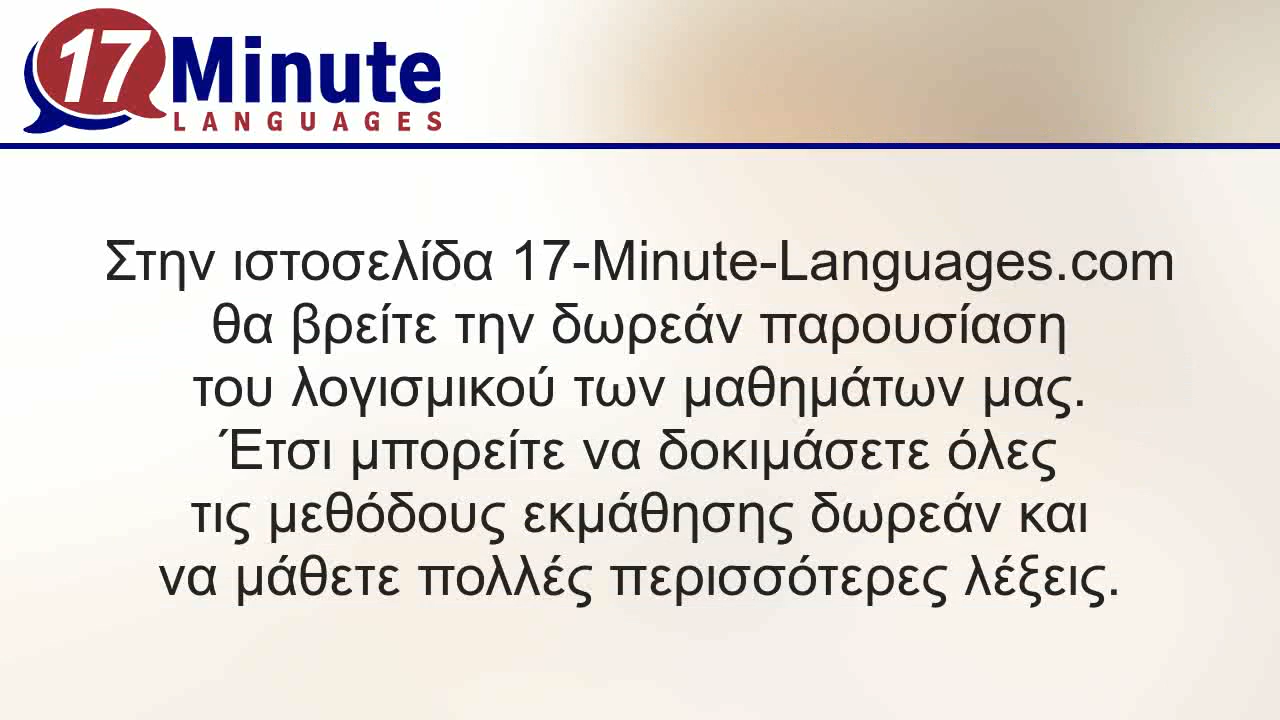 17 Minute
LANGUAGES
Στην ιστοσελίδα 17-Minute-Languages.com
θα βρείτε την δωρεάν παρουσίαση
του λογισμικού των μαθημάτων μας.
Έτσι μπορείτε να δοκιμάσετε όλες
τις μεθόδους εκμάθησης δωρεάν και
να μάθετε πολλές περισσότερες λέξεις.